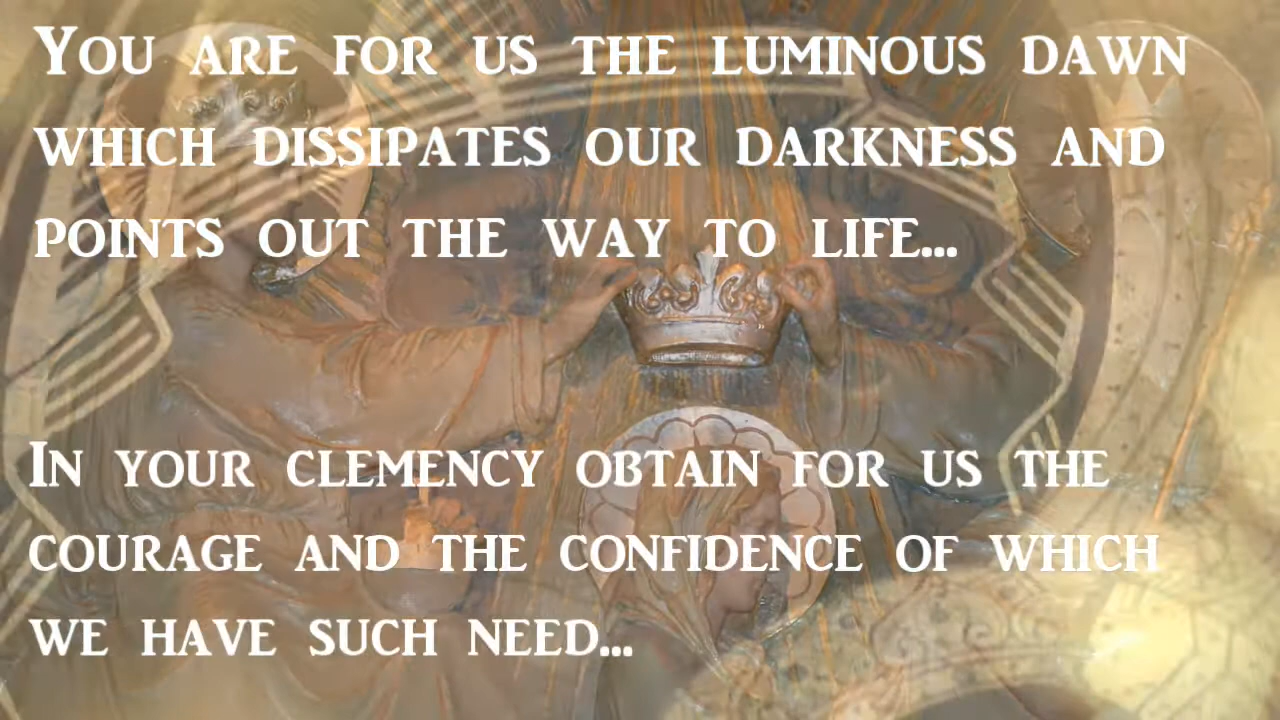 You are for us the luminous dawn
which dissipates our darkness and
points out the way to life...
In your clemency obtain for us the
courage and the confidence of which
we have such need...